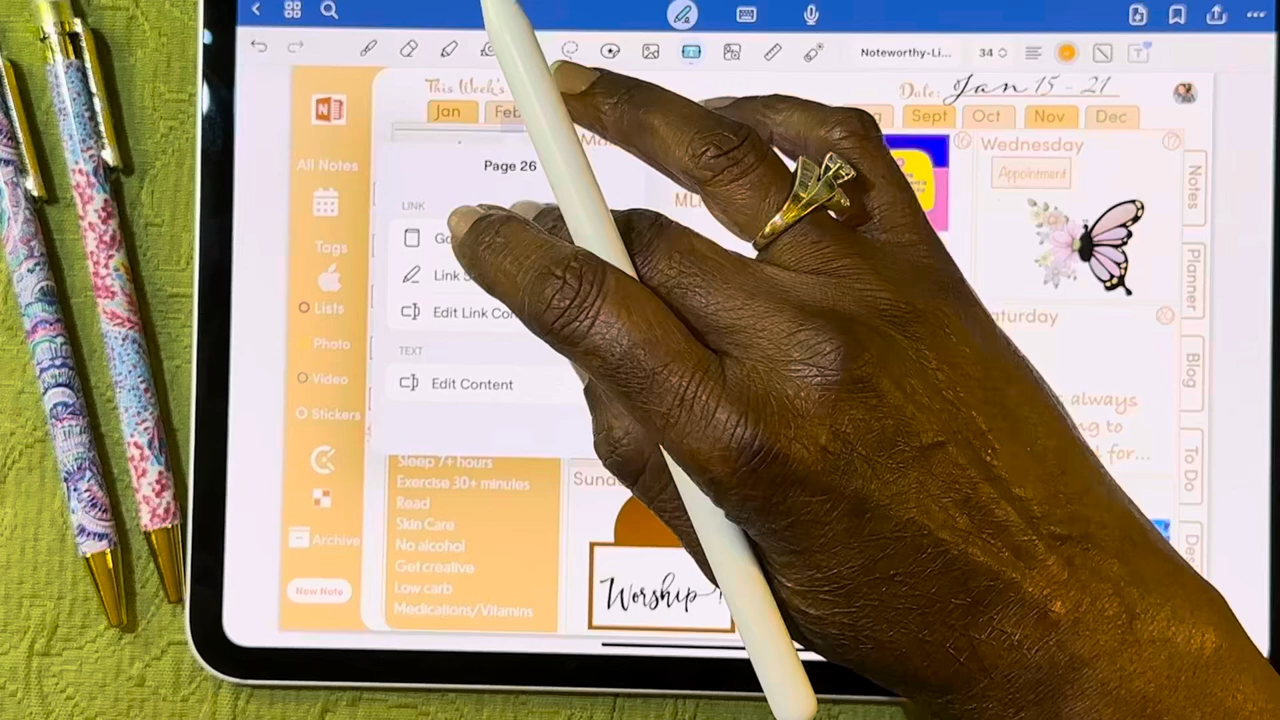 Noteworthy-Li... 34
This Week's
Date: Jan 15 - 21
Jan
Sept Oct Nov Dec
Page 26
LINK
Edit Link
TEXT
Edit Content
All Notes
Tags
Lists
Photo
Video
Stickers
Archive
New Note
Wednesday
17
Appointment
16
20
always
Sleep 7+ hours
Exercise 30+ minutes
Read
Skin Care
No alcohol
Get creative
Low carb
Medications/Vitamins
Worship
Notes
Planner
Blog
To Do